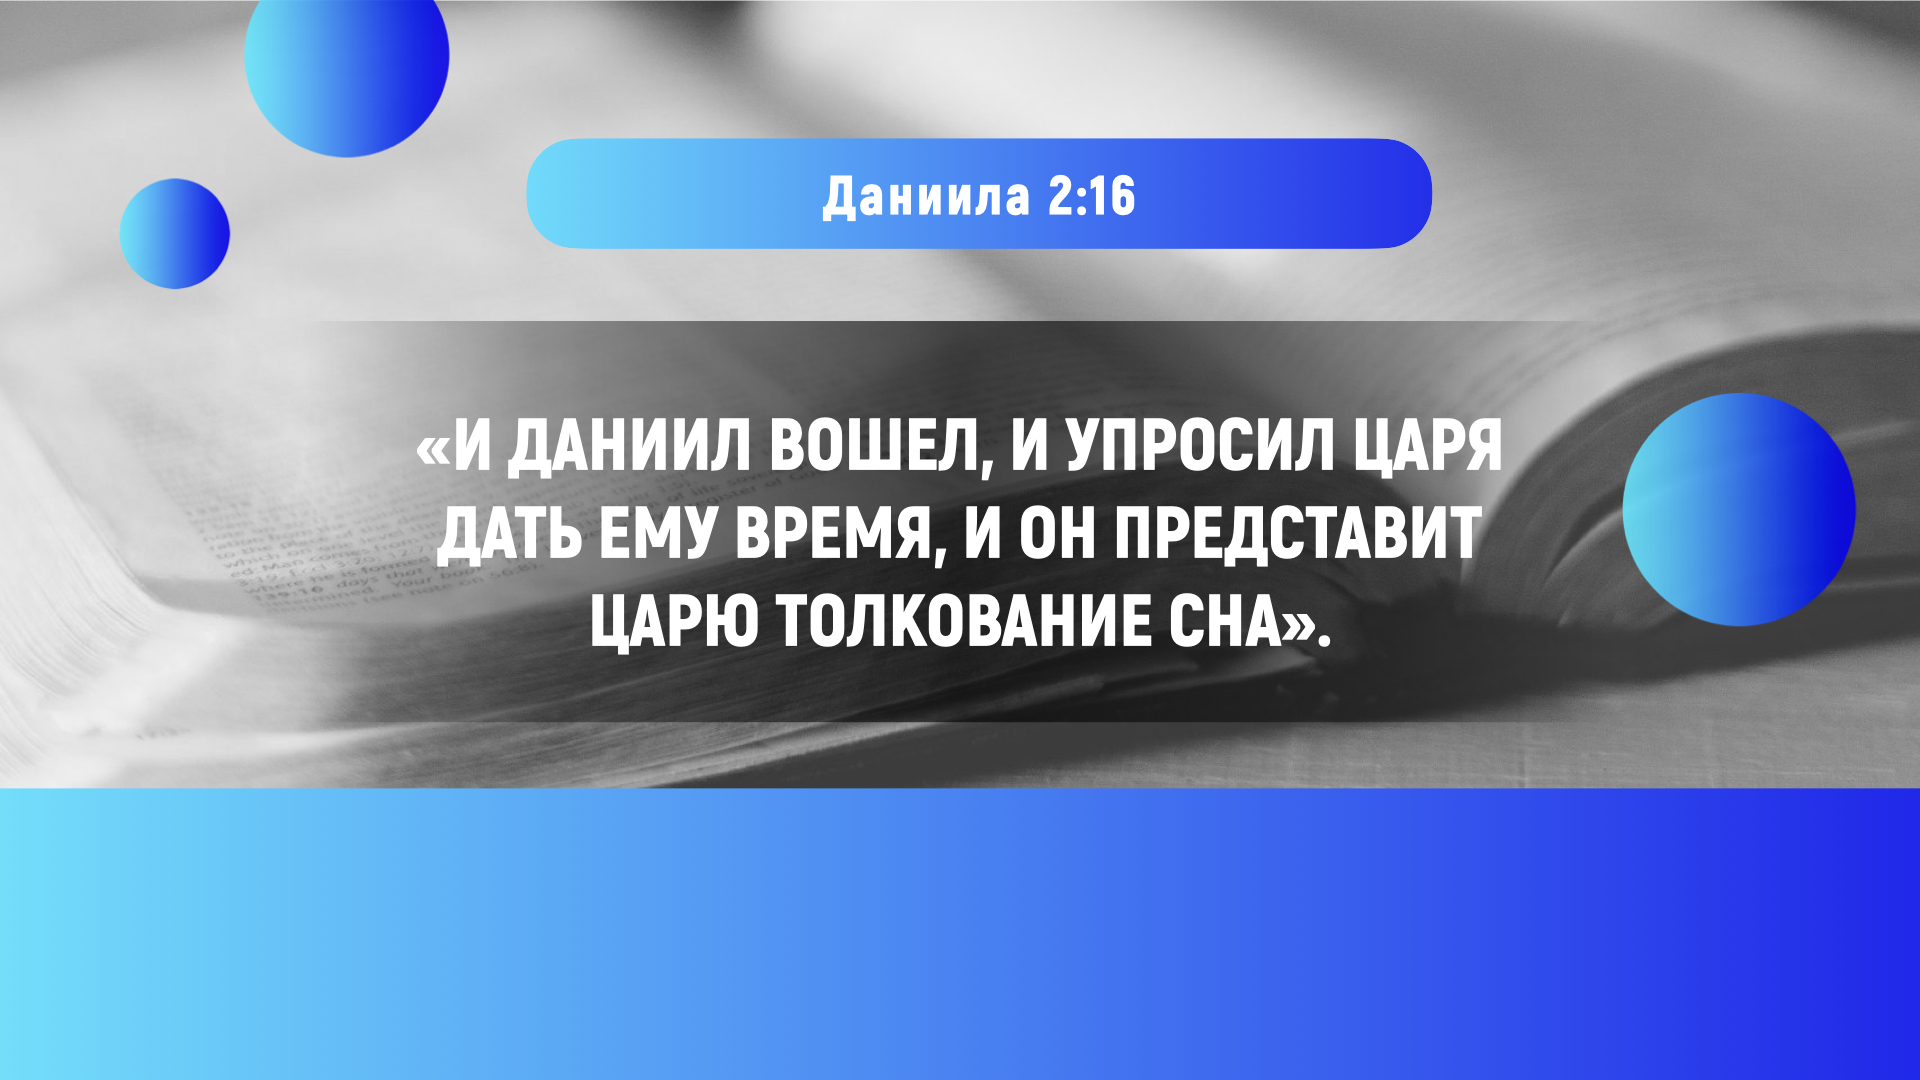 Даниила 2:16
«И ДАНИИЛ ВОШЕЛ, И УПРОСИЛ ЦАРЯ
ДАТЬ ЕМУ ВРЕМЯ, И ОН ПРЕДСТАВИТ
ЦАРЮ ТОЛКОВАНИЕ СНА».